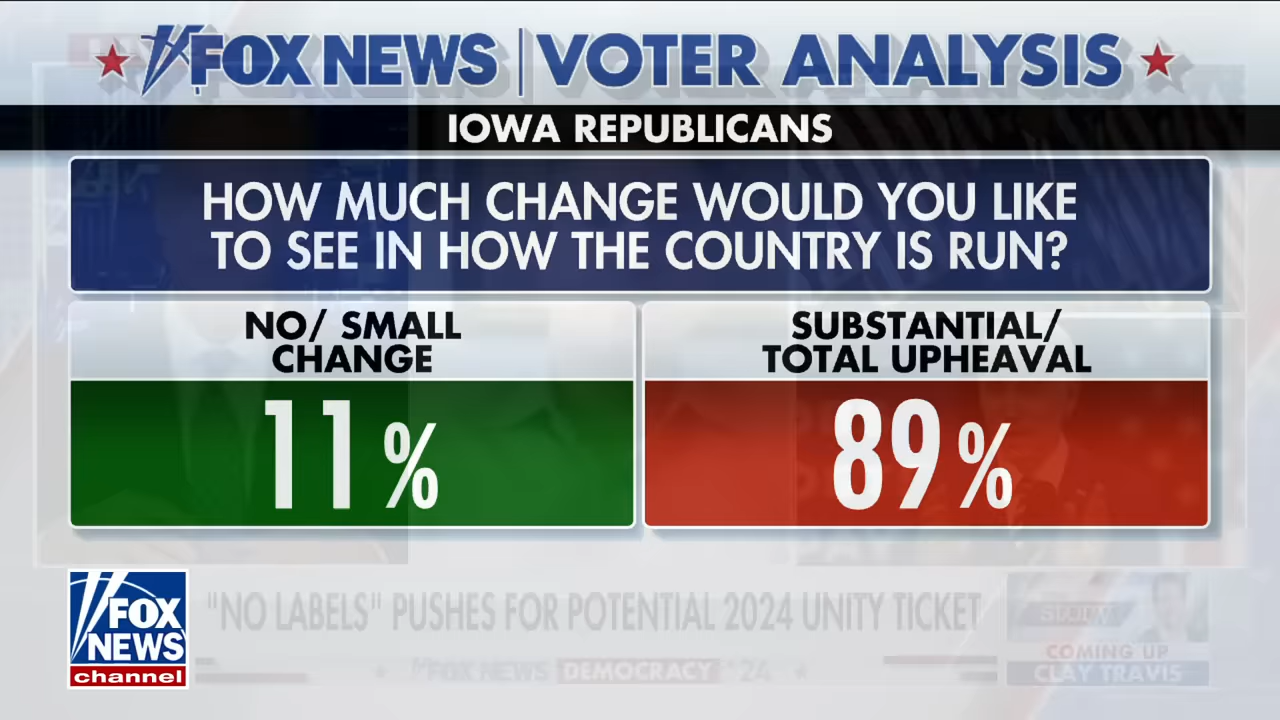 FOX NEWS | VOTER ANALYSIS
IOWA REPUBLICANS
HOW MUCH CHANGE WOULD YOU LIKE
TO SEE IN HOW THE COUNTRY IS RUN?
NO/ SMALL
CHANGE
11%
SUBSTANTIAL/
TOTAL UPHEAVAL
89%
FOX
NEWS
channel
"NO LABELS" PUSHES FOR POTENTIAL 2024 UNITY TICKET
FOX NEWS DEMOCRACY '24
COMING UP
CLAY TRAVIS